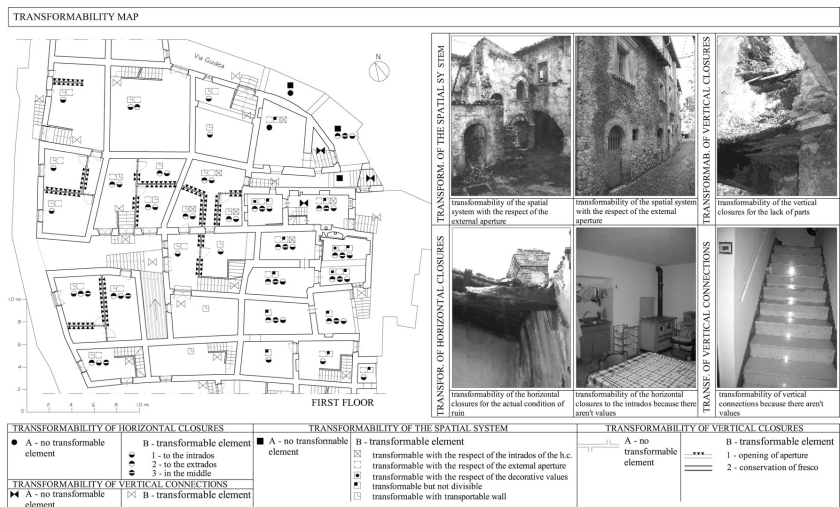 TRANSFORMABILITY MAP
Via Godea
N
10 mt
8
6
4
2
0
2
4
6
8
10 mt
FIRST FLOOR
TRANSFORM. OF THE SPATIAL SY STEM
transformability of the spatial
system with the respect of the
external aperture
transformability of the spatial system
with the respect of the external
aperture
TRANSFORMAB. OF VERTICAL CLOSURES
transformability of the vertical
closures for the lack of parts
TRANSFOR. OF HORIZONTAL CLOSURES
transformability of the horizontal
closures for the actual condition of
ruin
transformability of the horizontal
closures to the intrados because there
aren't values
TRANSF. OF VERTICAL CONNECTIONS
transformability of vertical
connections because there aren't
values
TRANSFORMABILITY OF HORIZONTAL CLOSURES
A - no transformable
element
B - transformable element
1 - to the intrados
2 - to the extrados
3 - in the middle
TRANSFORMABILITY OF VERTICAL CONNECTIONS
A - no transformable
element
B - transformable element
TRANSFORMABILITY OF THE SPATIAL SYSTEM
A - no transformable
element
B - transformable element
transformable with the respect of the intrados of the h.c.
transformable with the respect of the external aperture
transformable with the respect of the decorative values
transformable but not divisible
transformable with transportable wall
TRANSFORMABILITY OF VERTICAL CLOSURES
A - no
transformable
element
B - transformable element
1 - opening of aperture
2 - conservation of fresco